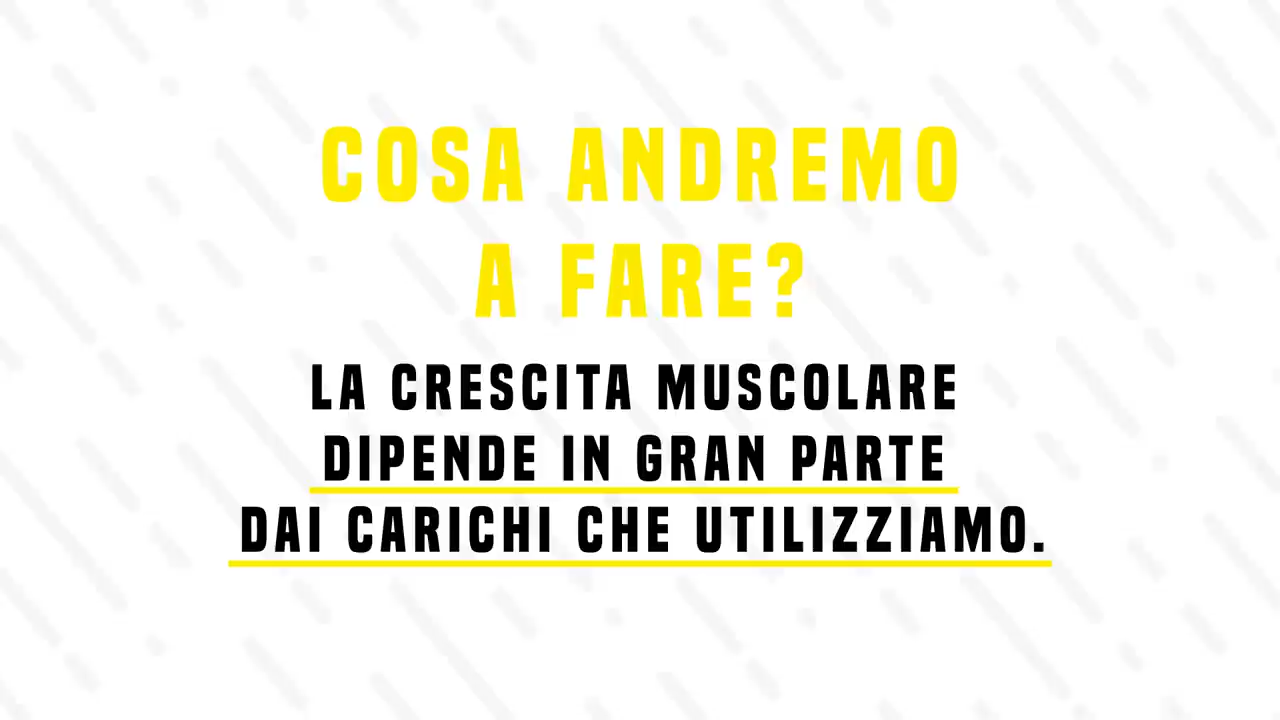 COSA ANDREMO
A FARE?
LA CRESCITA MUSCOLARE
DIPENDE IN GRAN PARTE
DAI CARICHI CHE UTILIZZIAMO.